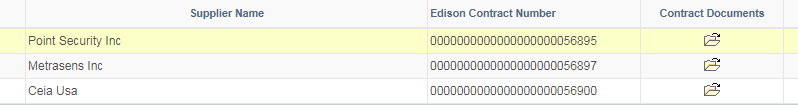 Supplier Name Edison Contract Number Contract Documents
Point Security Inc 0000000000000000000056895
Metrasens Inc 0000000000000000000056897
Ceia Usa 0000000000000000000056900